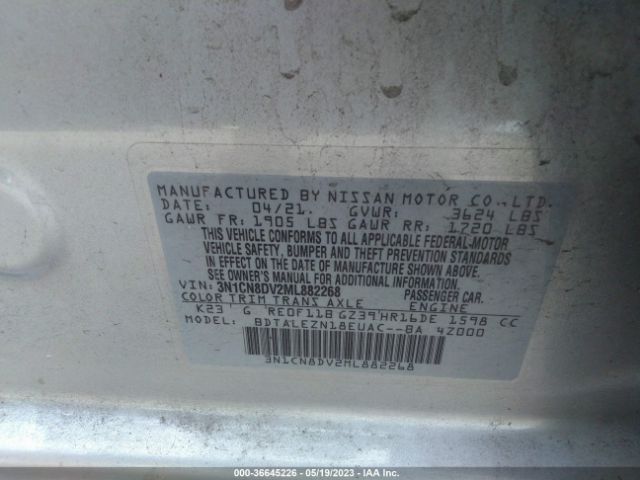 MANUFACTURED BY NISSAN MOTOR CO., LTD.
DATE: 04/21. GVWR: 3624 LBS
GAWR FR: 1905 LBS GAWR RR: 1720 LBS
THIS VEHICLE CONFORMS TO ALL APPLICABLE FEDERAL-MOTOR
VEHICLE SAFETY, BUMPER, AND THEFT PREVENTION STANDARDS
IN EFFECT ON THE DATE OF MANUFACTURE SHOWN ABOVE.
SEE OWNER'S MANUAL FOR ADDITIONAL INFORMATION.
VIN: 3N1CN8DV2ML882268 PASSENGER CAR.
COLOR TRIM TRANS AXLE ENGINE
K23 G RE0F11B GZ39 HR16DE 1598 CC
MODEL: BDTALEZN18EUAC--BA 4Z000
3N1CN8DV2ML882268
000-36645226 - 05/19/2023 - IAA Inc.